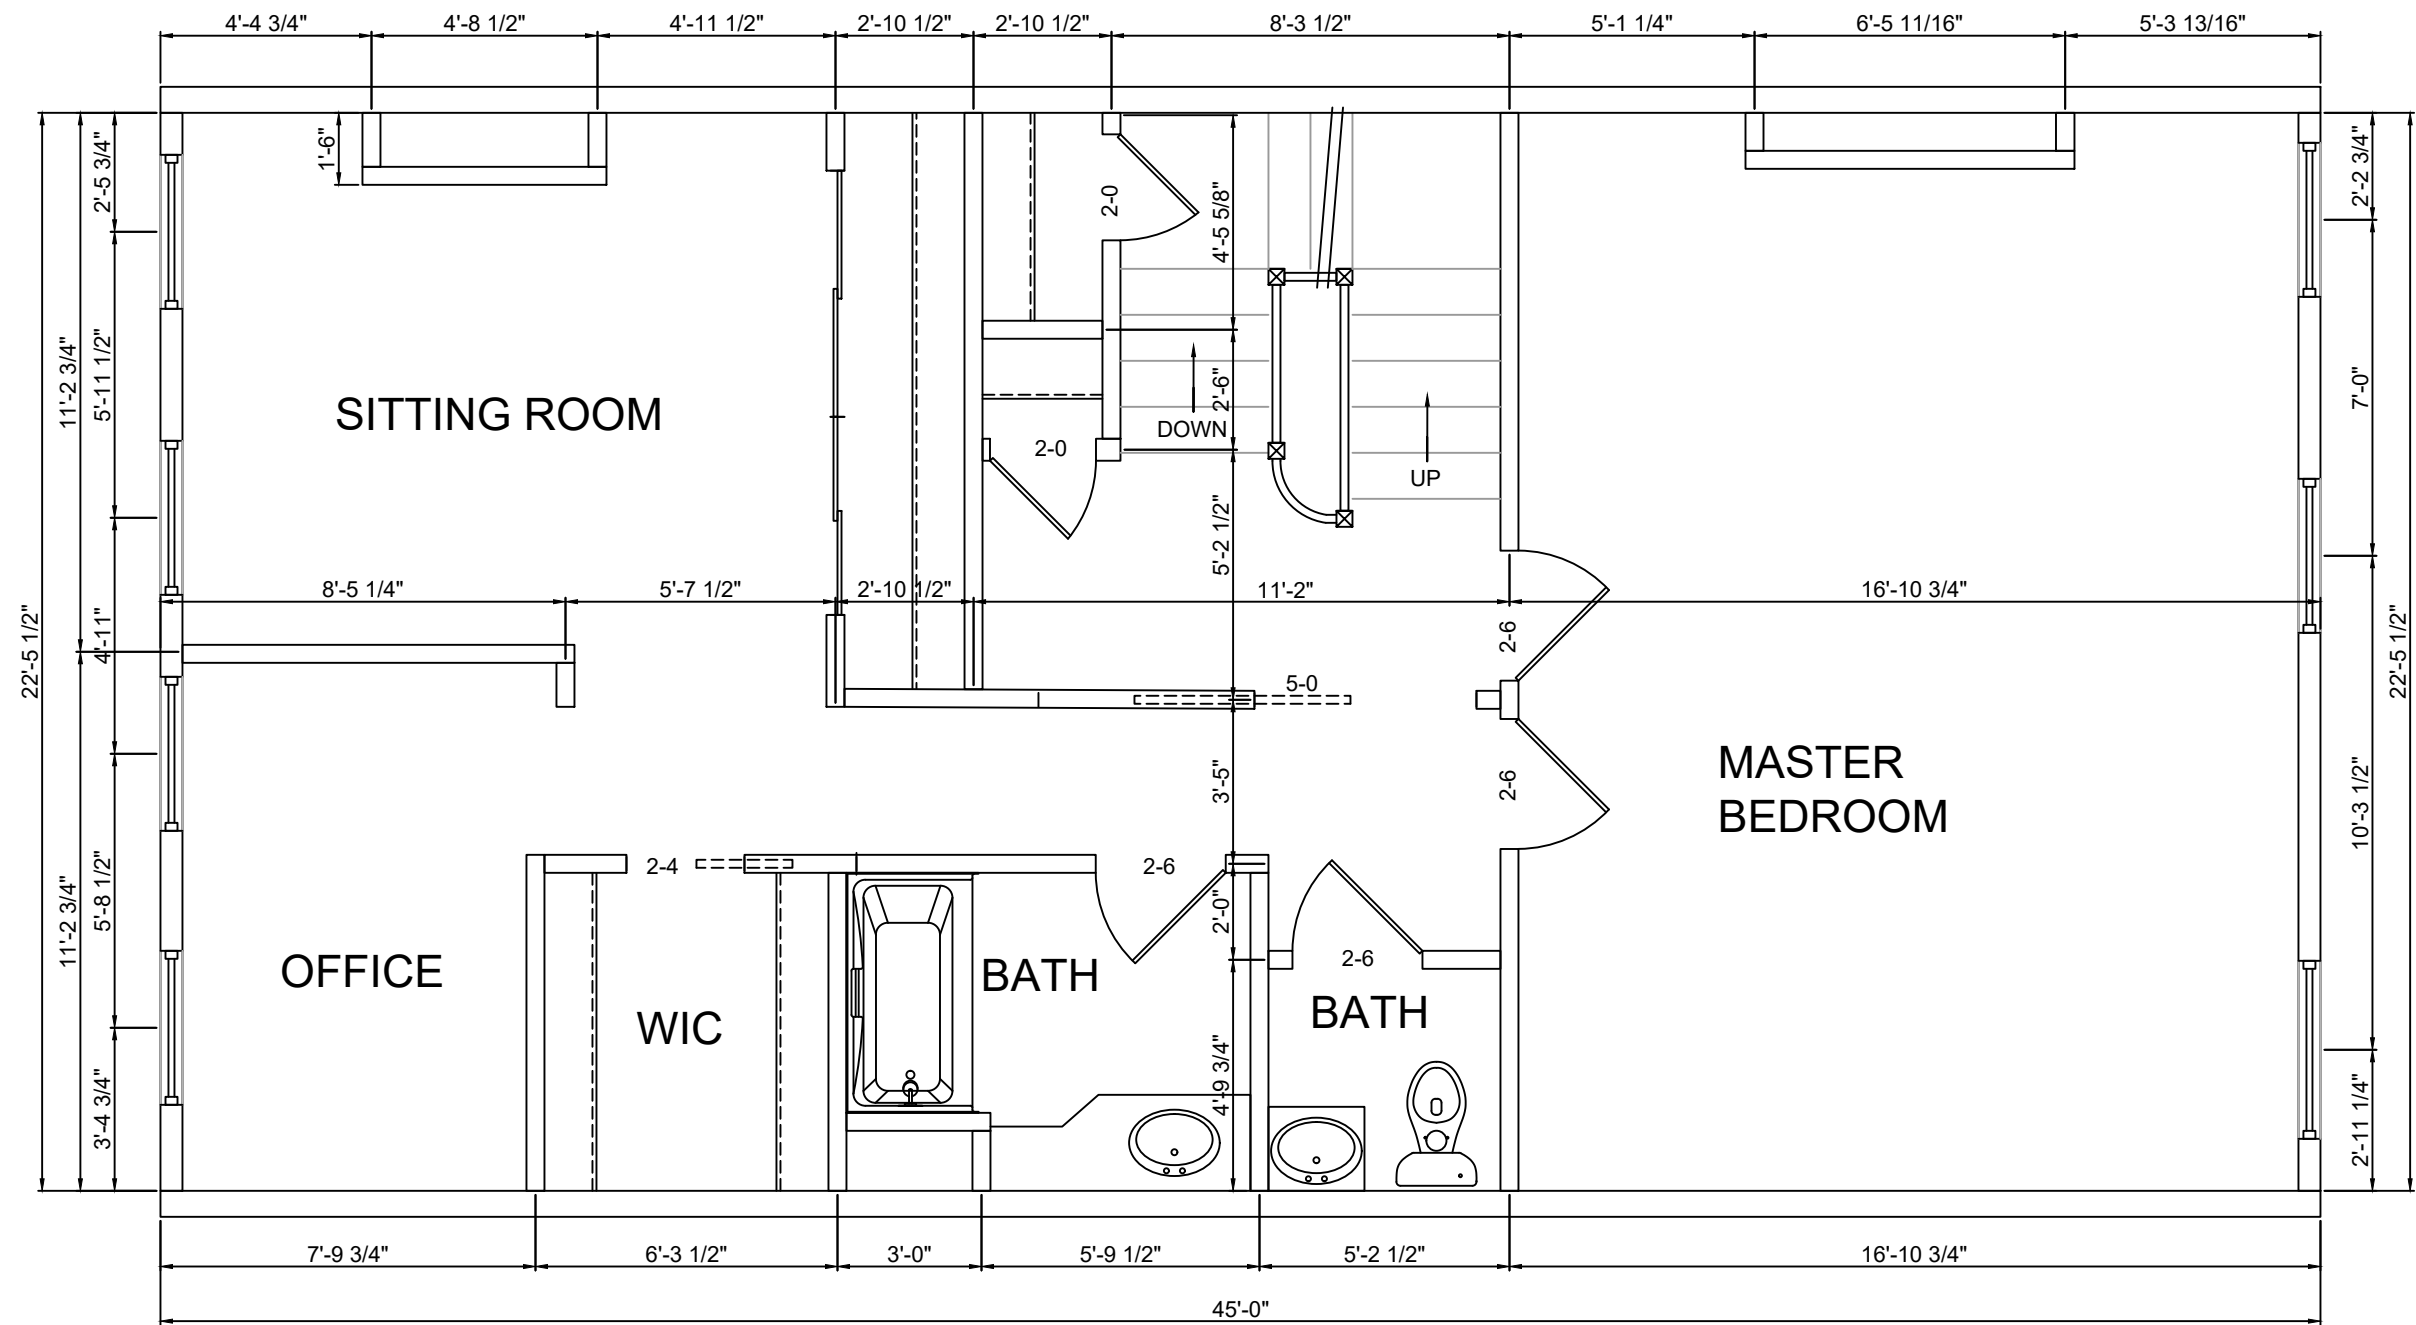 4'-4 3/4" 4'-8 1/2" 4'-11 1/2" 2'-10 1/2" 2'-10 1/2" 8'-3 1/2" 5'-1 1/4" 6'-5 11/16" 5'-3 13/16"
22'-5 1/2"
11'-2 3/4"
11'-2 3/4"
2'-5 3/4"
5'-11 1/2"
4'-11"
5'-8 1/2"
3'-4 3/4"
1'-6"
SITTING ROOM
2-0
2-0
4'-5 5/8"
2'-6"
5'-2 1/2"
3'-5"
2'-0"
4'-9 3/4"
DOWN
UP
8'-5 1/4" 5'-7 1/2" 2'-10 1/2" 11'-2" 16'-10 3/4"
5-0
2-6
2-6
MASTER
BEDROOM
2-4
2-6
2-6
OFFICE
WIC
BATH
BATH
2'-2 3/4"
7'-0"
10'-3 1/2"
2'-11 1/4"
22'-5 1/2"
7'-9 3/4" 6'-3 1/2" 3'-0" 5'-9 1/2" 5'-2 1/2" 16'-10 3/4"
45'-0"